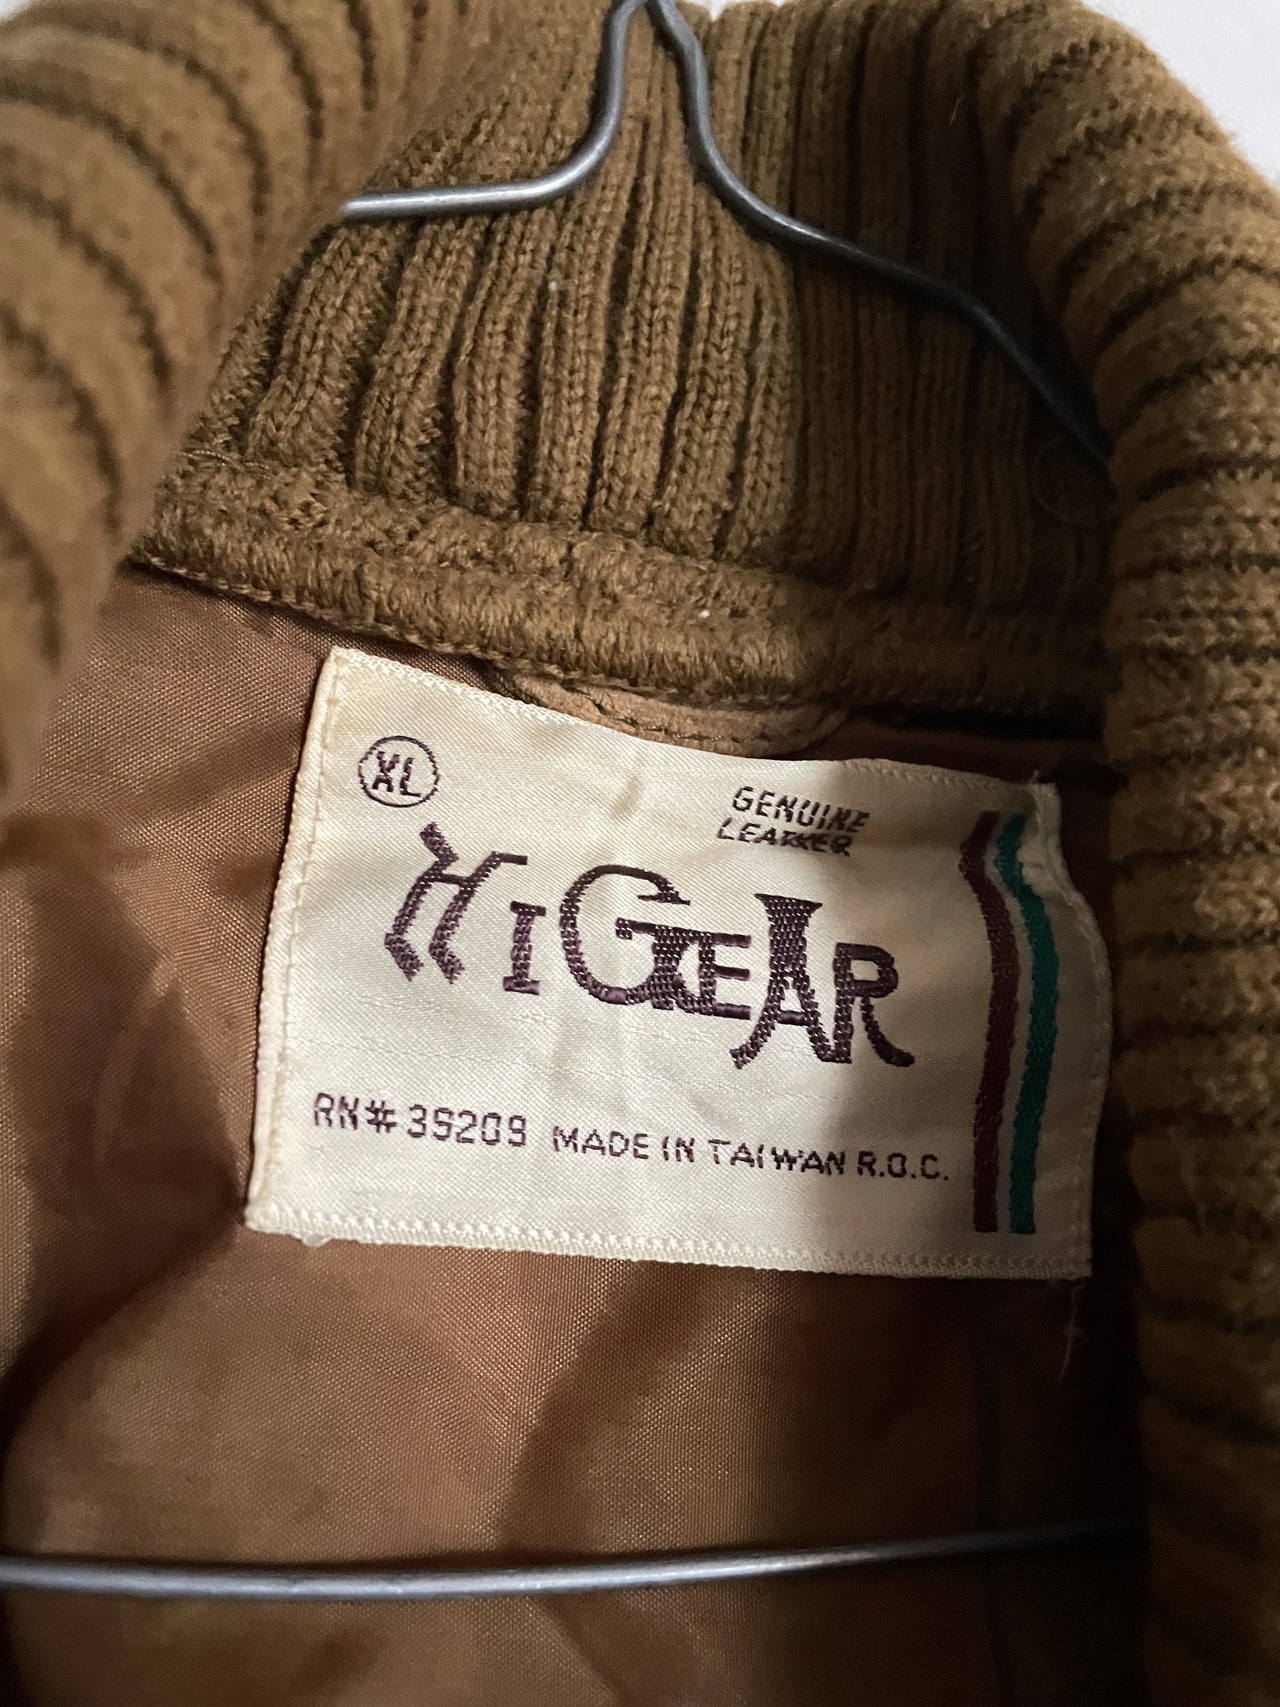 XL
GENUINE
LEATHER
HIGEAR
RN# 39209 MADE IN TAIWAN R.O.C.